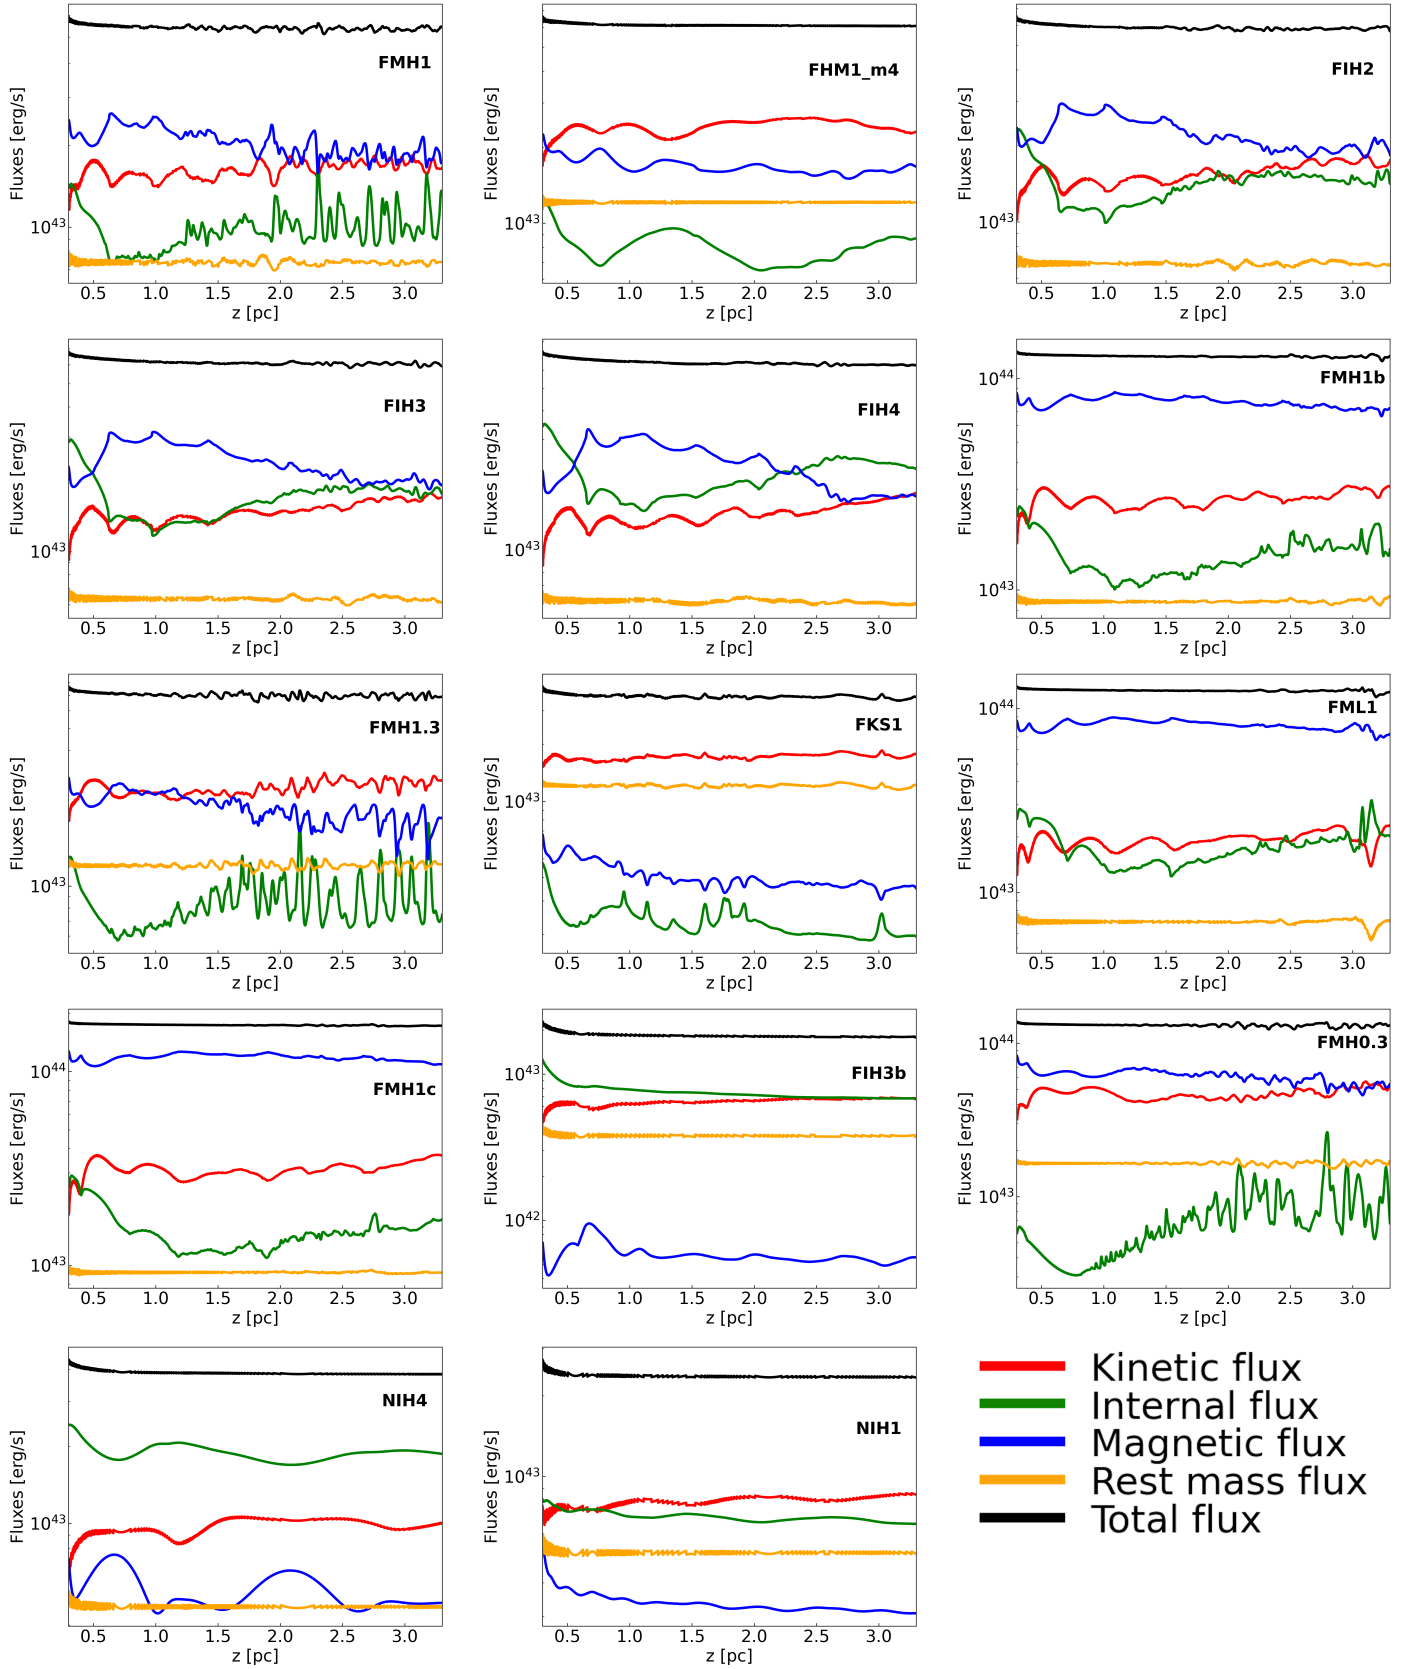 FMH1
Fluxes [erg/s]
10^43
0.5 1.0 1.5 2.0 2.5 3.0
z [pc]
FHM1_m4
Fluxes [erg/s]
10^43
0.5 1.0 1.5 2.0 2.5 3.0
z [pc]
FIH2
Fluxes [erg/s]
10^43
0.5 1.0 1.5 2.0 2.5 3.0
z [pc]
FIH3
Fluxes [erg/s]
10^43
0.5 1.0 1.5 2.0 2.5 3.0
z [pc]
FIH4
Fluxes [erg/s]
10^43
0.5 1.0 1.5 2.0 2.5 3.0
z [pc]
FMH1b
Fluxes [erg/s]
10^44
10^43
0.5 1.0 1.5 2.0 2.5 3.0
z [pc]
FMH1.3
Fluxes [erg/s]
10^43
0.5 1.0 1.5 2.0 2.5 3.0
z [pc]
FKS1
Fluxes [erg/s]
10^43
0.5 1.0 1.5 2.0 2.5 3.0
z [pc]
FML1
Fluxes [erg/s]
10^44
10^43
0.5 1.0 1.5 2.0 2.5 3.0
z [pc]
FMH1c
Fluxes [erg/s]
10^44
10^43
0.5 1.0 1.5 2.0 2.5 3.0
z [pc]
FIH3b
Fluxes [erg/s]
10^43
10^42
0.5 1.0 1.5 2.0 2.5 3.0
z [pc]
FMH0.3
Fluxes [erg/s]
10^44
10^43
0.5 1.0 1.5 2.0 2.5 3.0
z [pc]
NIH4
Fluxes [erg/s]
10^43
0.5 1.0 1.5 2.0 2.5 3.0
z [pc]
NIH1
Fluxes [erg/s]
10^43
0.5 1.0 1.5 2.0 2.5 3.0
z [pc]
Kinetic flux
Internal flux
Magnetic flux
Rest mass flux
Total flux